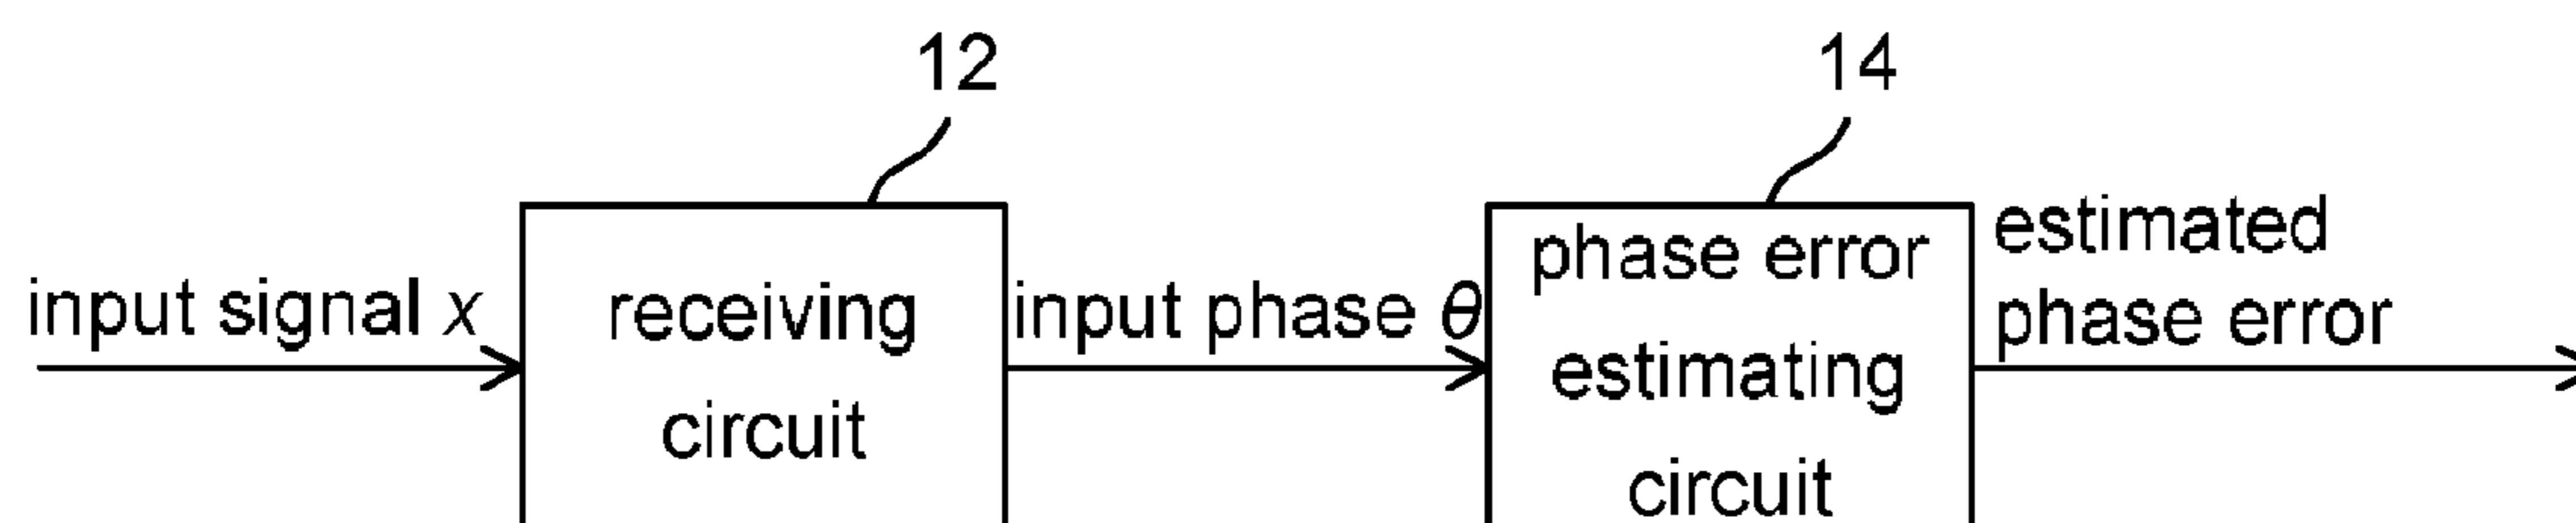 12
14
input signal x
receiving
circuit
input phase θ
phase error
estimating
circuit
estimated
phase error